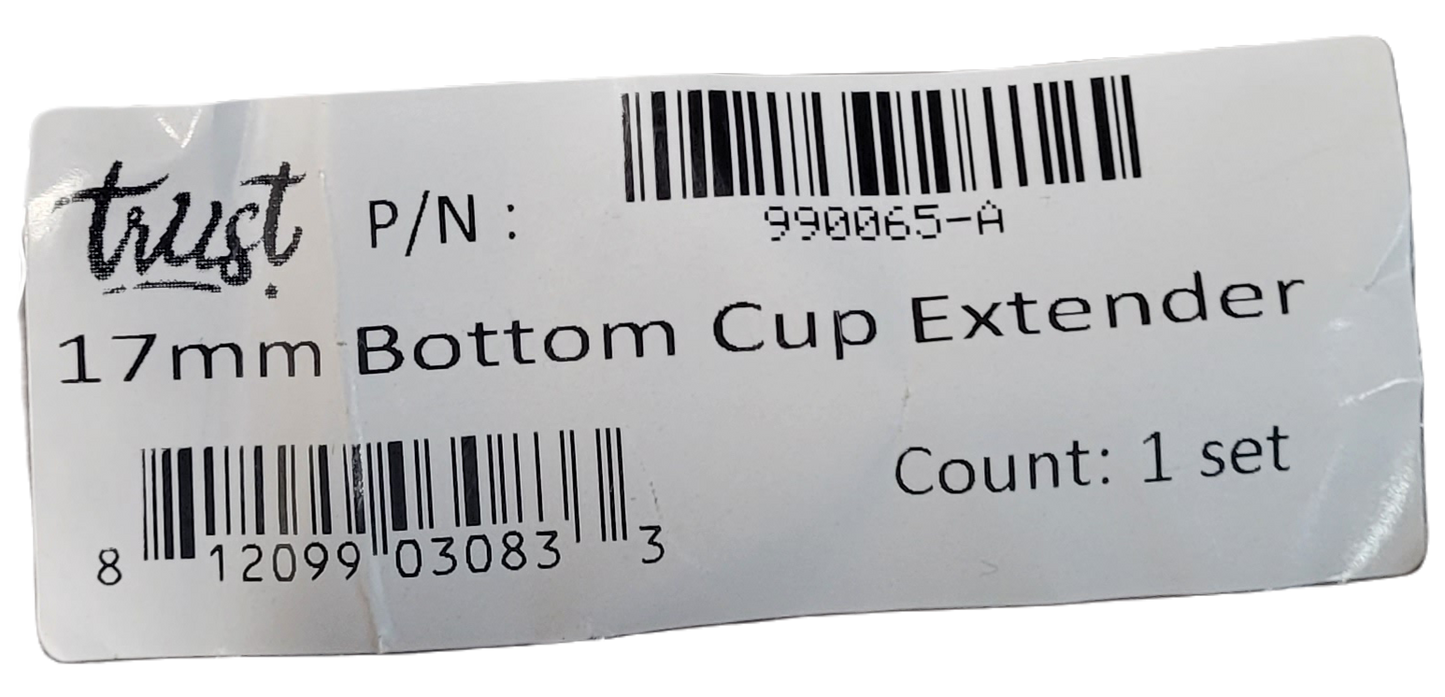 trust P/N :
990065-A
17mm Bottom Cup Extender
Count: 1 set
8 12099 03083 3